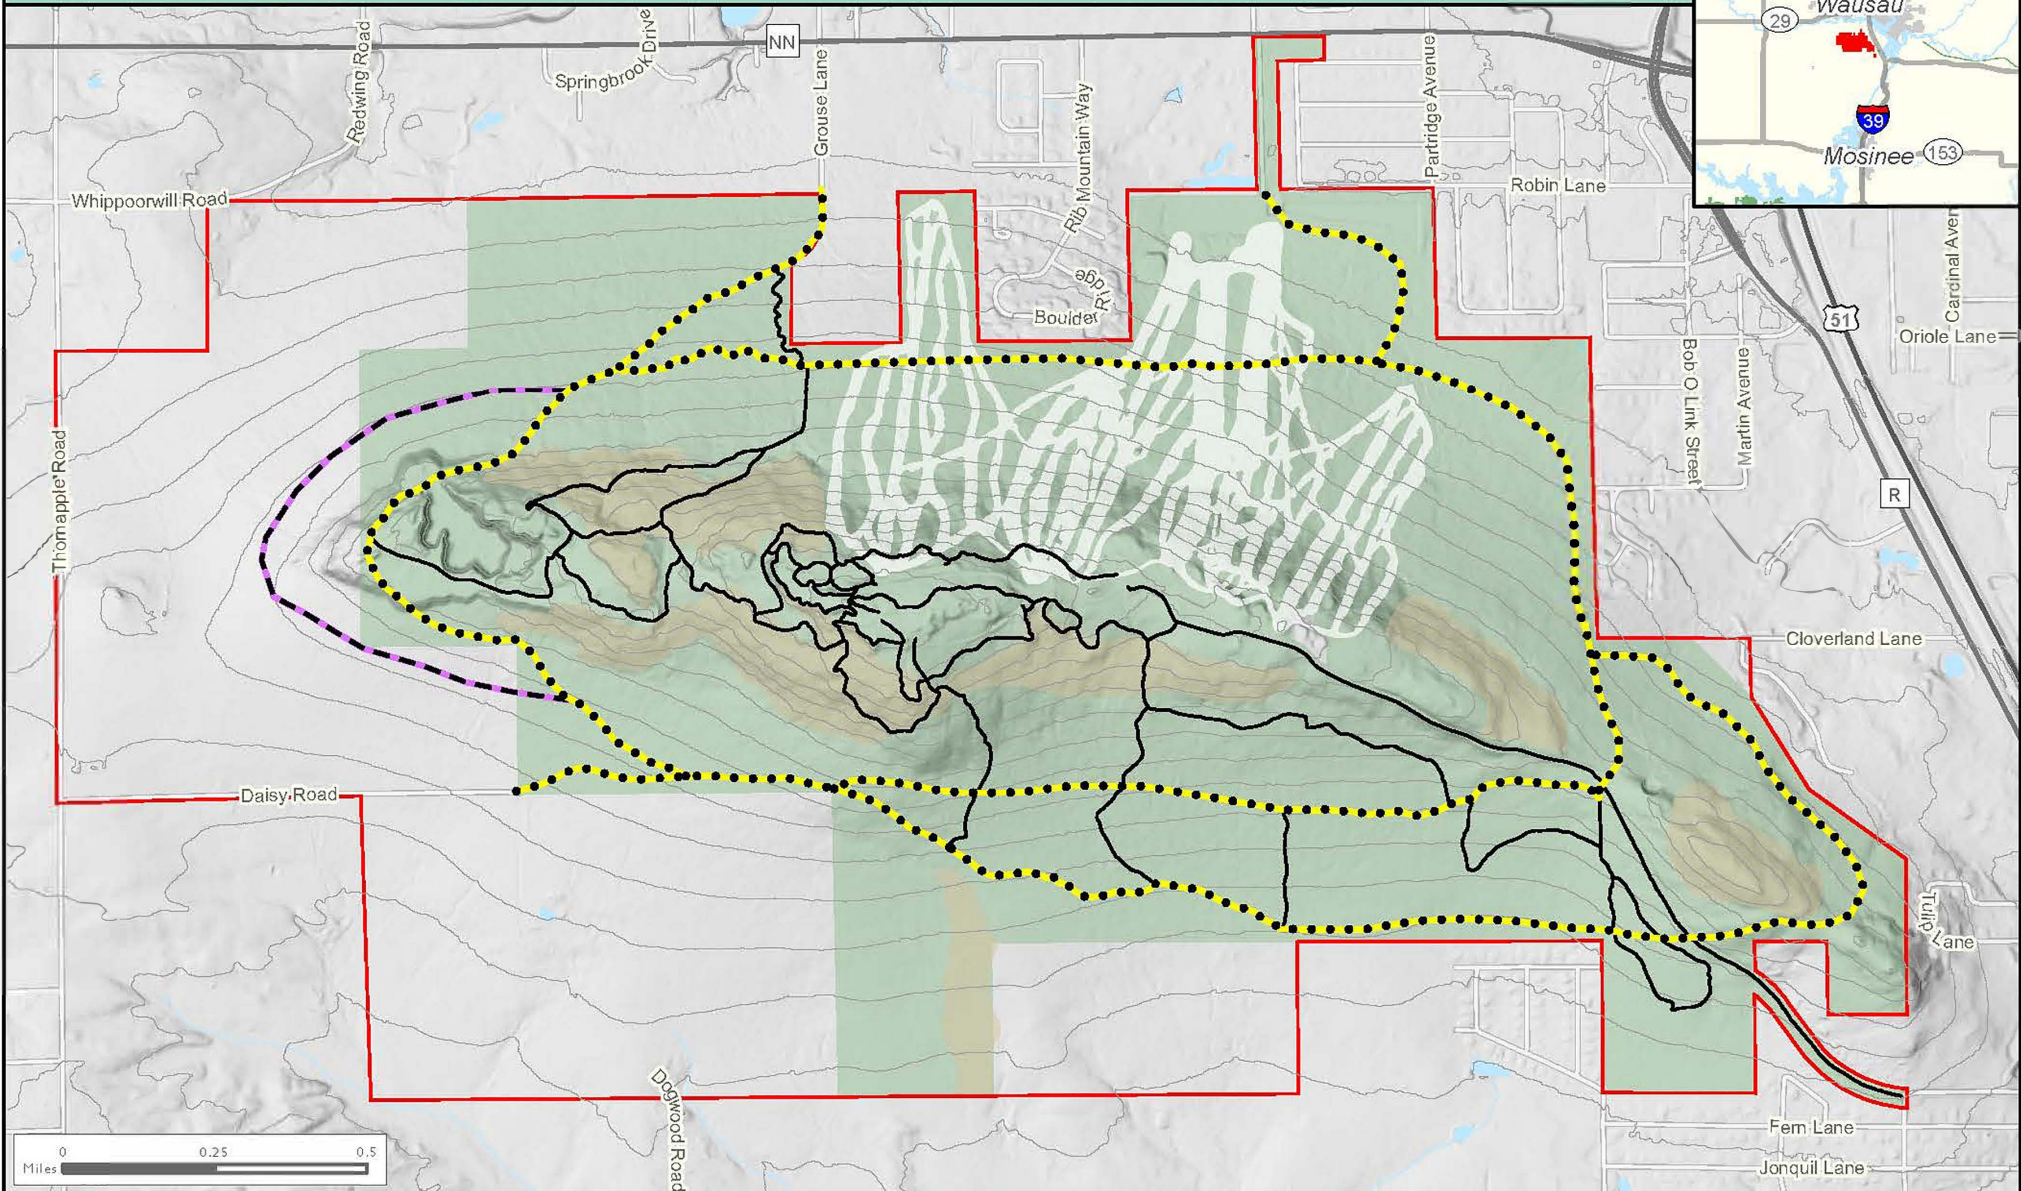 Wausau
29
39
Mosinee
153
NN
Redwing Road
Springbrook Drive
Grouse Lane
Rib Mountain Way
Partridge Avenue
Whippoorwill Road
Robin Lane
Boulder Ridge
51
Cardinal Aven
Oriole Lane
Bob O Link Street
Martin Avenue
Thornapple Road
R
Cloverland Lane
Daisy Road
Tulip Lane
Dogwood Road
Fern Lane
Jonquil Lane
0 0.25 0.5
Miles